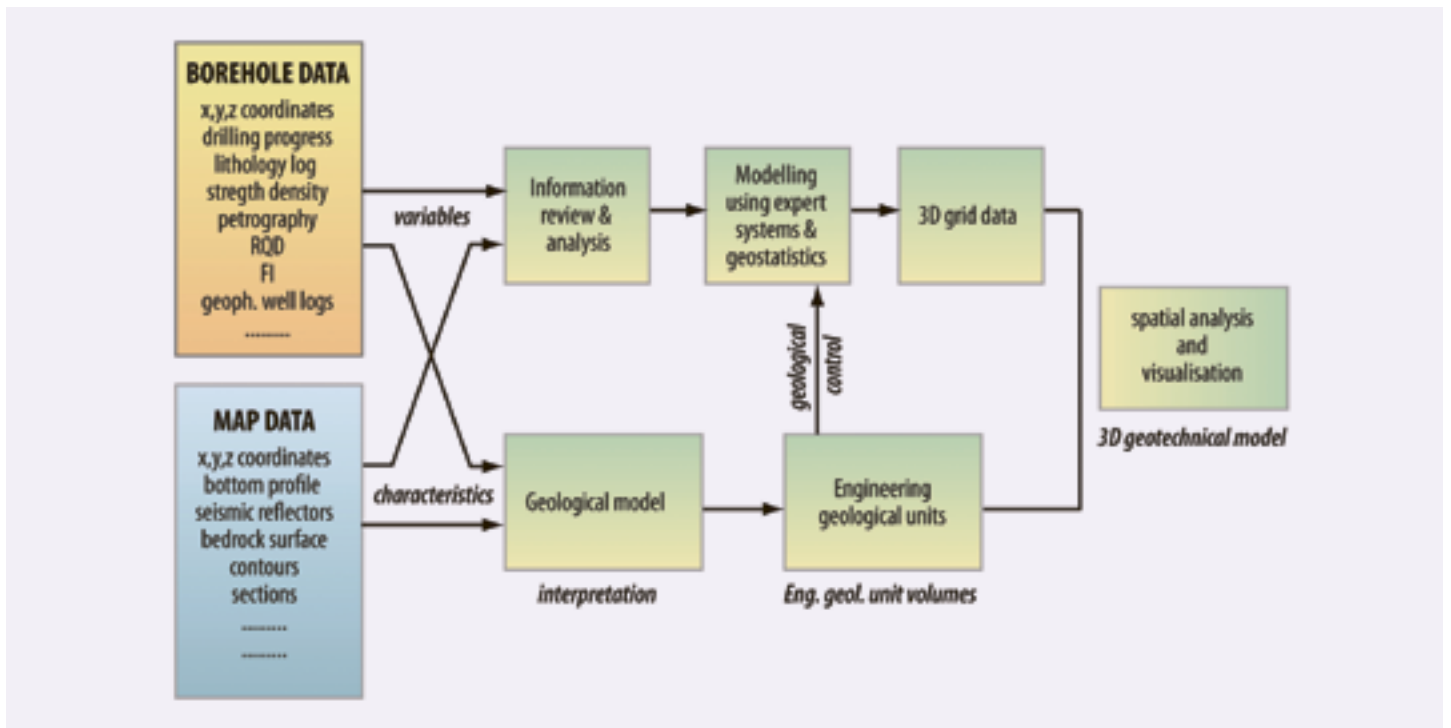 BOREHOLE DATA
x,y,z coordinates
drilling progress
lithology log
stregth density
petrography
RQD
FI
geoph. well logs
.........
MAP DATA
x,y,z coordinates
bottom profile
seismic reflectors
bedrock surface
contours
sections
.........
.........
variables
characteristics
Information
review &
analysis
Modelling
using expert
systems &
geostatistics
3D grid data
geological
control
Geological model
interpretation
Engineering
geological units
Eng. geol. unit volumes
spatial analysis
and
visualisation
3D geotechnical model